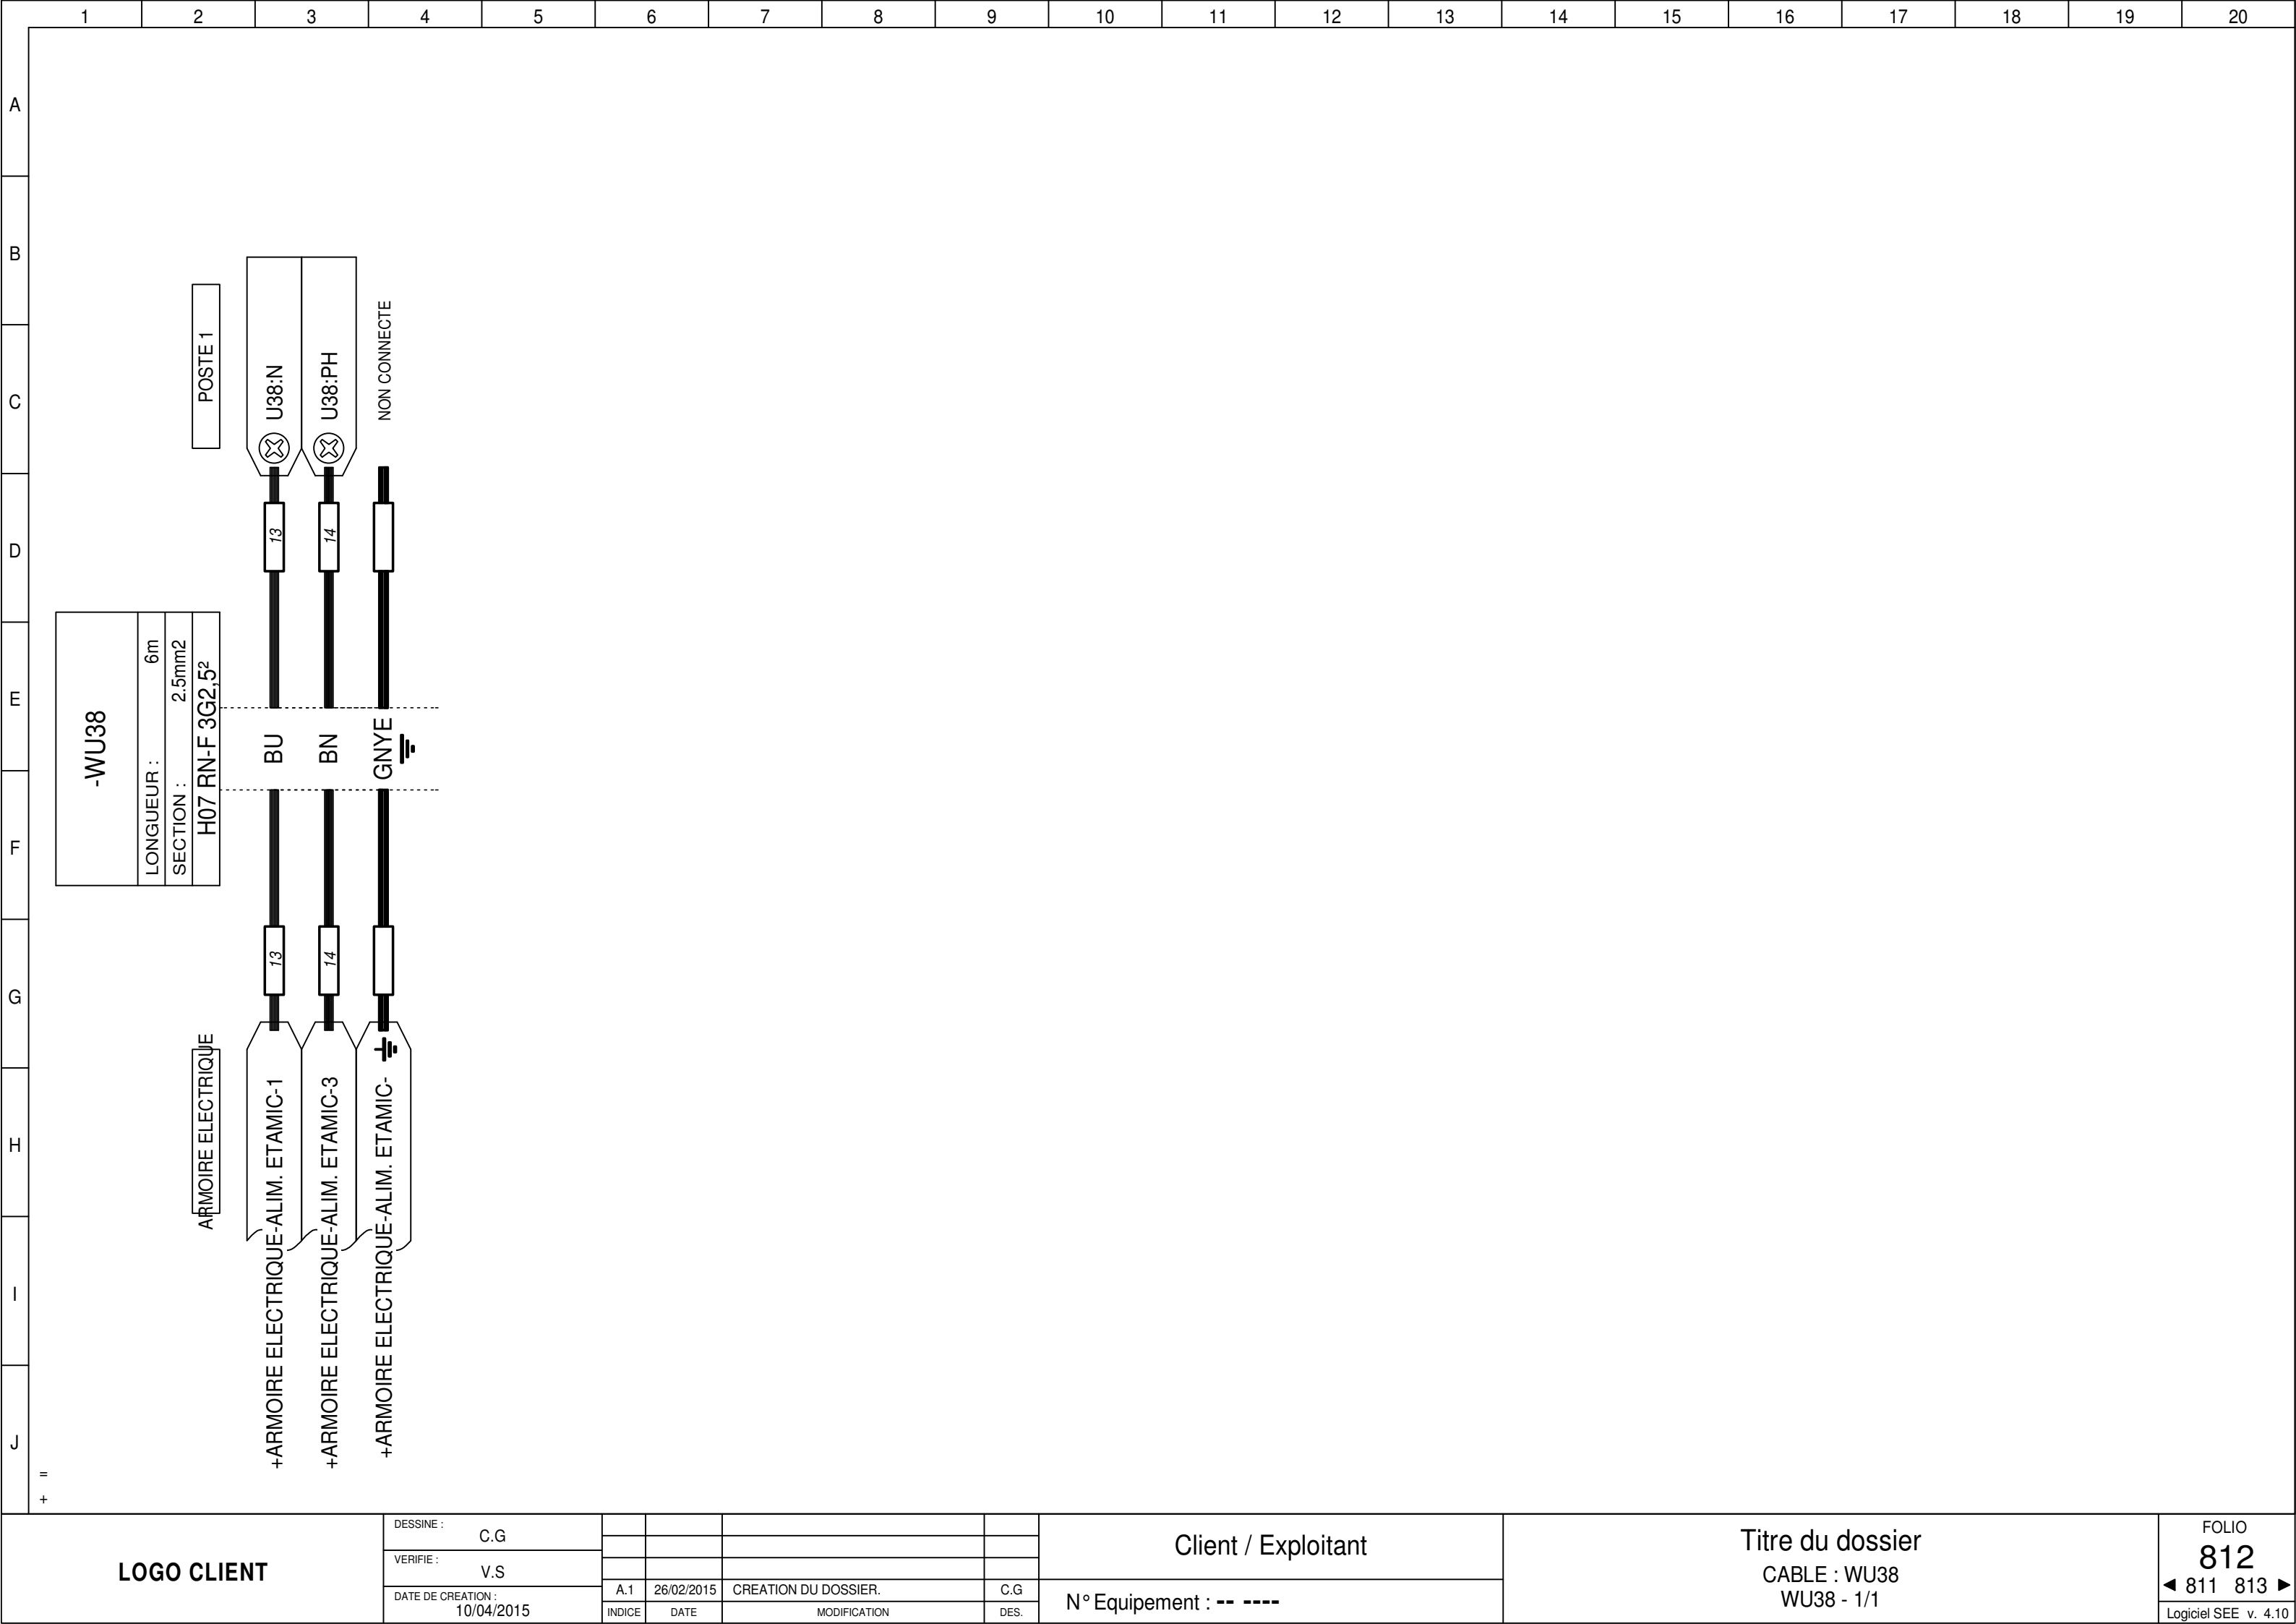 1 2 3 4 5 6 7 8 9 10 11 12 13 14 15 16 17 18 19 20
A
B
C
D
E
F
G
H
I
J
-WU38
LONGUEUR : 6m
SECTION : 2.5mm2
H07 RN-F 3G2,5²
POSTE 1
ARMOIRE ELECTRIQUE
U38:N
13
BU
13
+ARMOIRE ELECTRIQUE-ALIM. ETAMIC-1
U38:PH
14
BN
14
+ARMOIRE ELECTRIQUE-ALIM. ETAMIC-3
NON CONNECTE
GNYE
+ARMOIRE ELECTRIQUE-ALIM. ETAMIC-
=
+
LOGO CLIENT
DESSINE :
C.G
VERIFIE :
V.S
DATE DE CREATION :
10/04/2015
A.1 26/02/2015 CREATION DU DOSSIER. C.G
INDICE DATE MODIFICATION DES.
Client / Exploitant
N° Equipement : -- ----
Titre du dossier
CABLE : WU38
WU38 - 1/1
FOLIO
812
◄ 811 813 ►
Logiciel SEE v. 4.10